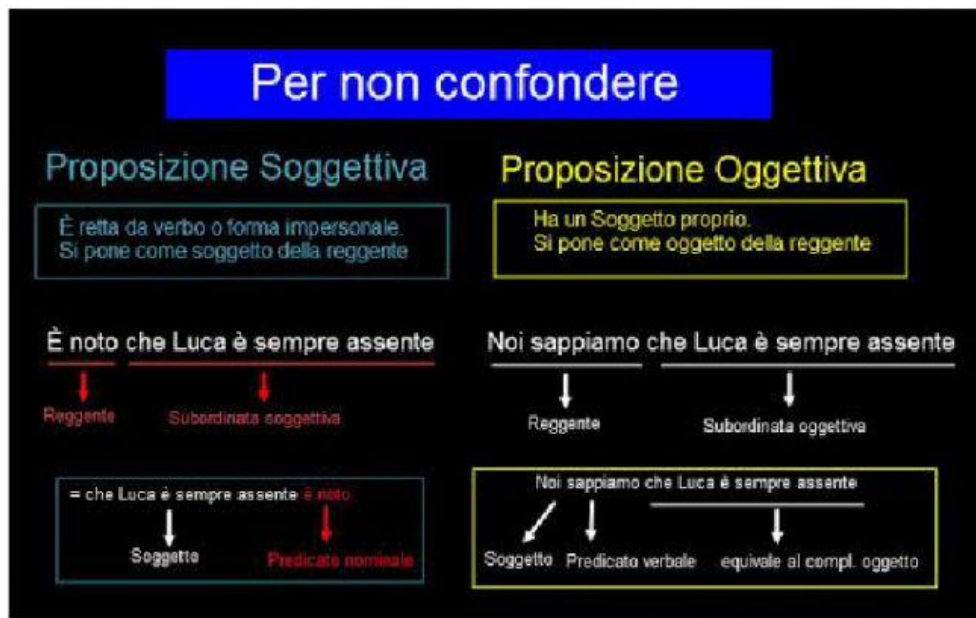 Per non confondere
Proposizione Soggettiva
È retta da verbo o forma impersonale.
Si pone come soggetto della reggente
È noto che Luca è sempre assente
Reggente
Subordinata soggettiva
= che Luca è sempre assente è noto
Soggetto
Predicato nominale
Proposizione Oggettiva
Ha un Soggetto proprio.
Si pone come oggetto della reggente
Noi sappiamo che Luca è sempre assente
Reggente
Subordinata oggettiva
Noi sappiamo che Luca è sempre assente
Soggetto
Predicato verbale
equivale al compl. oggetto